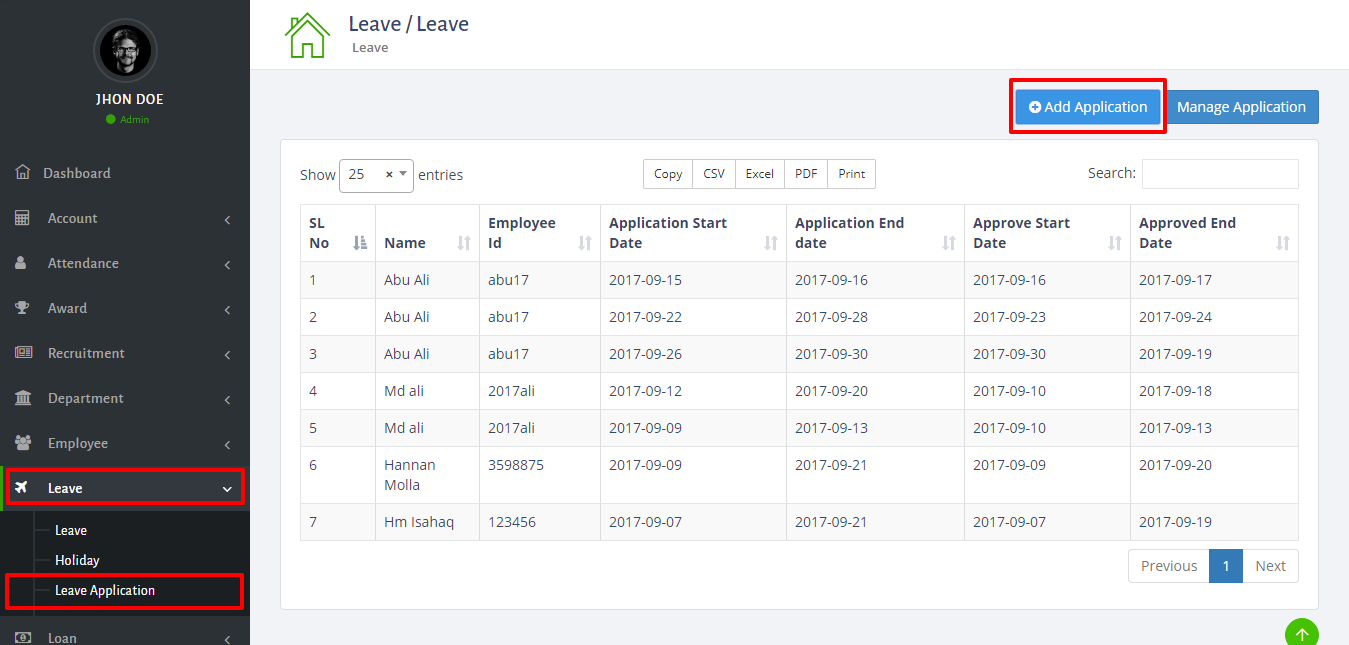 JHON DOE
Admin
Dashboard
Account
Attendance
Award
Recruitment
Department
Employee
Leave
Leave
Holiday
Leave Application
Loan
Leave / Leave
Leave
Add Application
Manage Application
Show 25 × entries
Copy CSV Excel PDF Print
Search:
SL No Name Employee Id Application Start Date Application End date Approve Start Date Approved End Date
1 Abu Ali abu17 2017-09-15 2017-09-16 2017-09-16 2017-09-17
2 Abu Ali abu17 2017-09-22 2017-09-28 2017-09-23 2017-09-24
3 Abu Ali abu17 2017-09-26 2017-09-30 2017-09-30 2017-09-19
4 Md ali 2017ali 2017-09-12 2017-09-20 2017-09-10 2017-09-18
5 Md ali 2017ali 2017-09-09 2017-09-13 2017-09-10 2017-09-13
6 Hannan Molla 3598875 2017-09-09 2017-09-21 2017-09-09 2017-09-20
7 Hm Isahaq 123456 2017-09-07 2017-09-21 2017-09-07 2017-09-19
Previous 1 Next